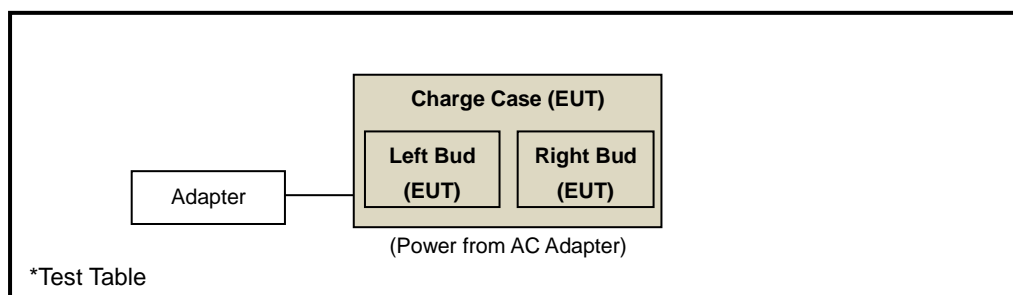 Charge Case (EUT)
Left Bud
(EUT)
Right Bud
(EUT)
Adapter
(Power from AC Adapter)
*Test Table